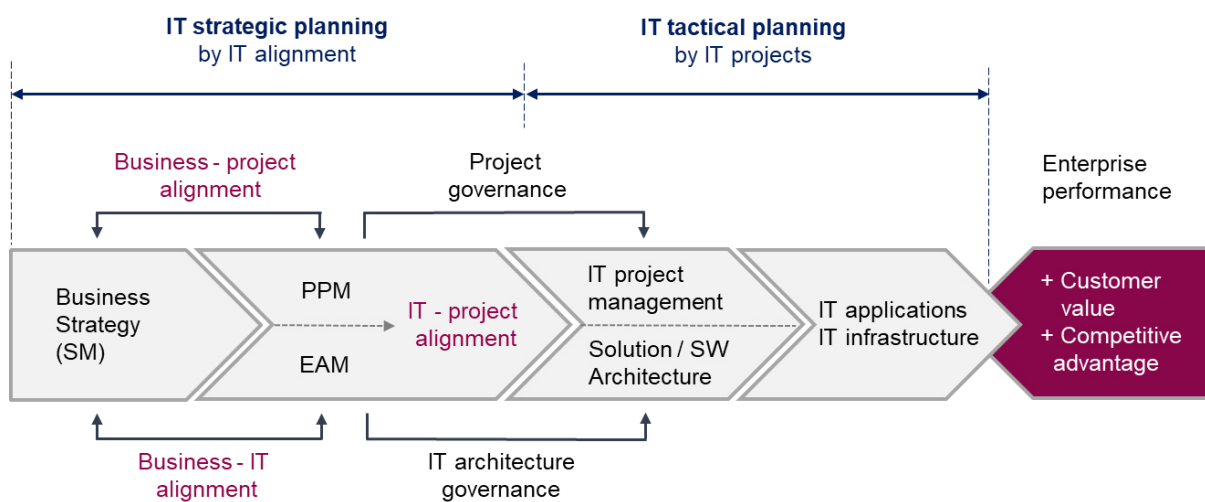 IT strategic planning
by IT alignment
IT tactical planning
by IT projects
Business - project
alignment
Project
governance
Enterprise
performance
Business
Strategy
(SM)
PPM
EAM
IT - project
alignment
IT project
management
Solution / SW
Architecture
IT applications
IT infrastructure
+ Customer
value
+ Competitive
advantage
Business - IT
alignment
IT architecture
governance